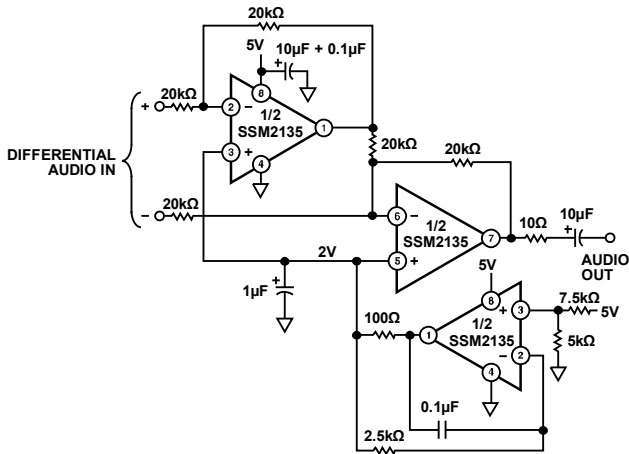 20kΩ
5V
10µF + 0.1µF
+
20kΩ
+
8
2
–
1/2
SSM2135
1
3
+
4
20kΩ
20kΩ
DIFFERENTIAL
AUDIO IN
–
20kΩ
6
–
1/2
SSM2135
7
10Ω
10µF
+
AUDIO
OUT
2V
5
+
1µF
+
5V
8
100Ω
1
1/2
SSM2135
+
3
7.5kΩ
5V
5kΩ
–
2
4
0.1µF
2.5kΩ